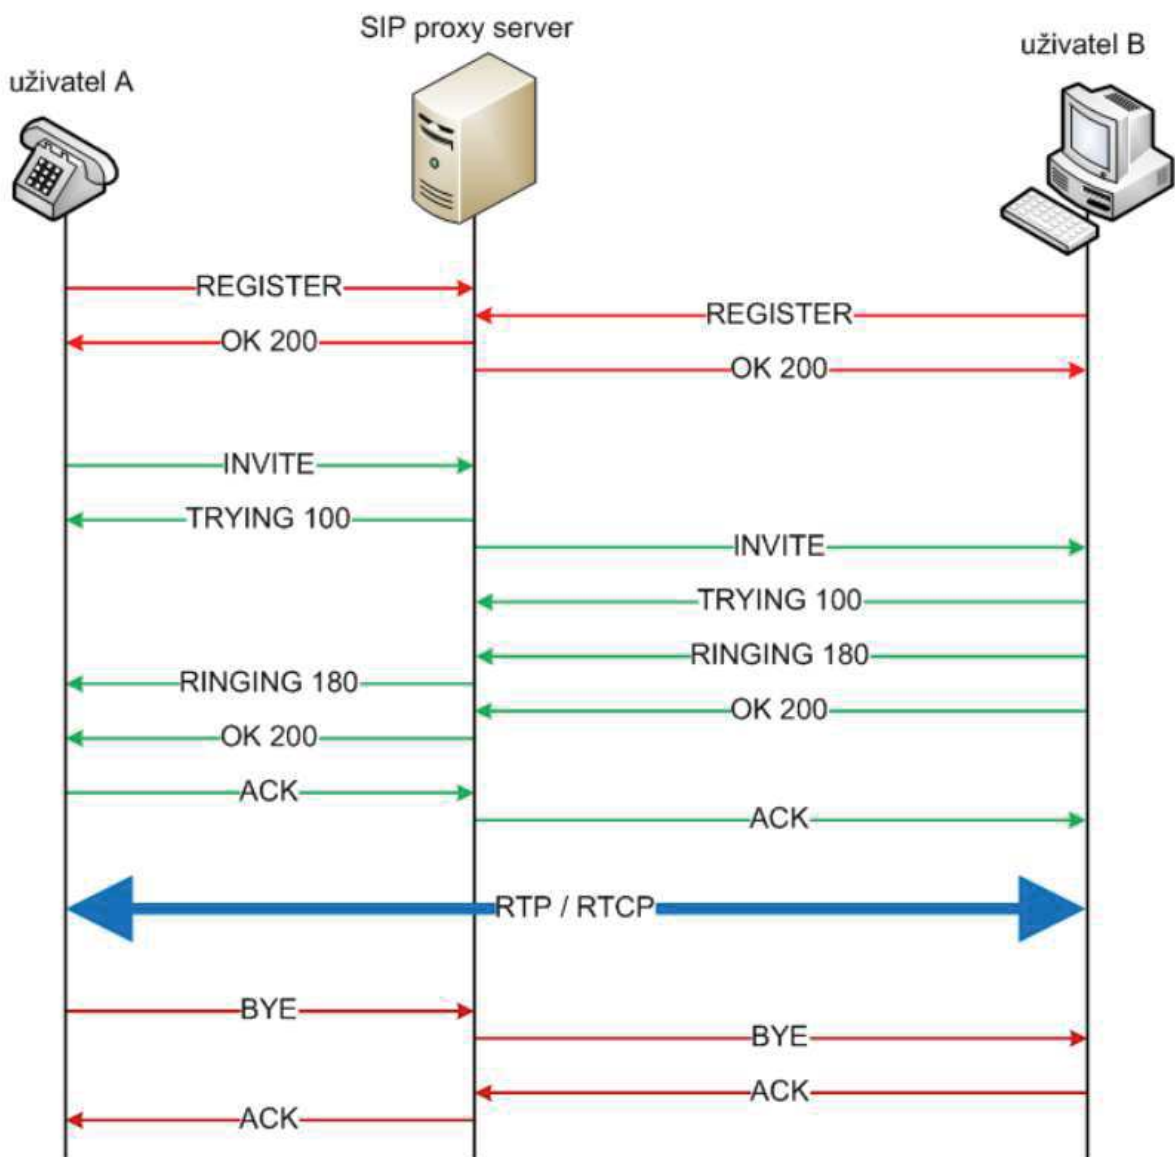 SIP proxy server
uživatel B
uživatel A
REGISTER
REGISTER
OK 200
OK 200
INVITE
TRYING 100
INVITE
TRYING 100
RINGING 180
RINGING 180
OK 200
OK 200
ACK
ACK
RTP / RTCP
BYE
BYE
ACK
ACK